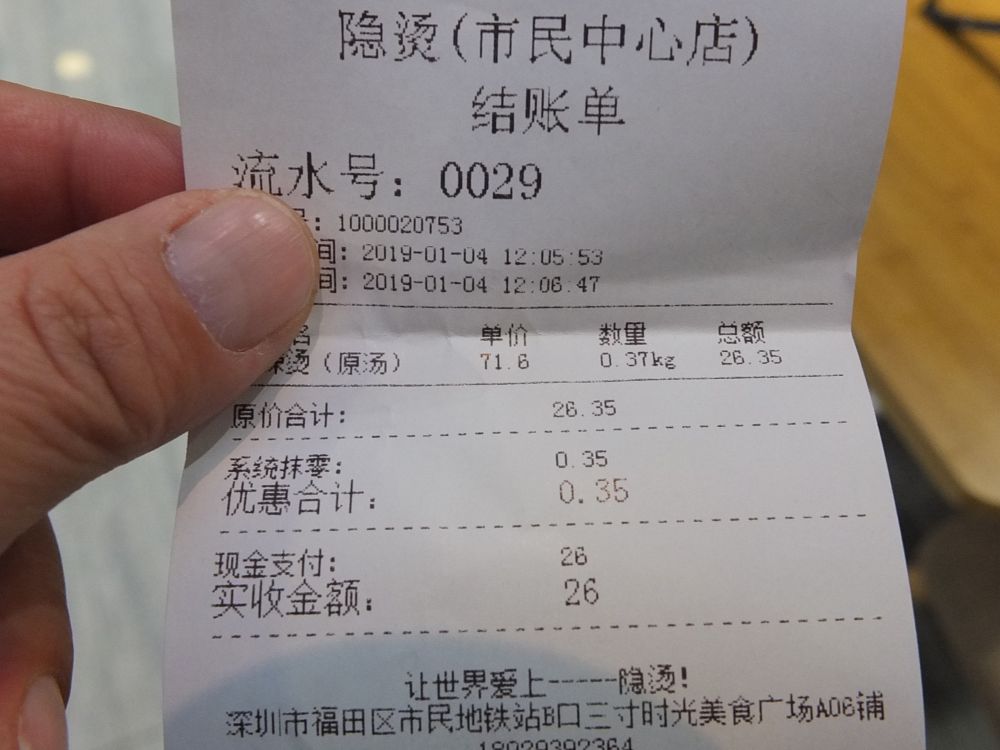 隐烫(市民中心店)
结账单
流水号：0029
号：1000020753
间：2019-01-04 12:05:53
间：2019-01-04 12:06:47
名 单价 数量 总额
烫（原汤） 71.6 0.37kg 26.35
原价合计： 26.35
系统抹零： 0.35
优惠合计： 0.35
现金支付： 26
实收金额： 26
让世界爱上-----隐烫!
深圳市福田区市民地铁站B口三寸时光美食广场A06铺
18029392364